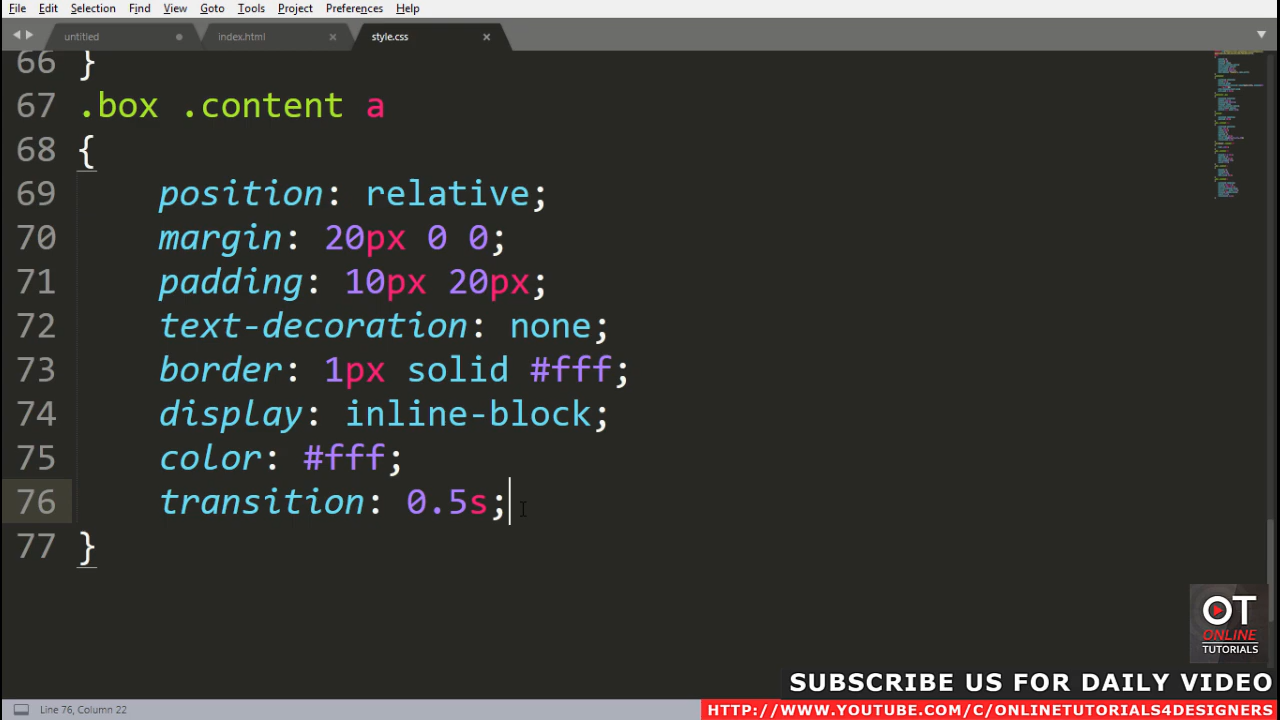 File Edit Selection Find View Goto Tools Project Preferences Help
untitled index.html style.css
66 }
67 .box .content a
68 {
69 position: relative;
70 margin: 20px 0 0;
71 padding: 10px 20px;
72 text-decoration: none;
73 border: 1px solid #fff;
74 display: inline-block;
75 color: #fff;
76 transition: 0.5s;
77 }
OT
ONLINE
TUTORIALS
SUBSCRIBE US FOR DAILY VIDEO
Line 76, Column 22
HTTP://WWW.YOUTUBE.COM/C/ONLINETUTORIALS4DESIGNERS